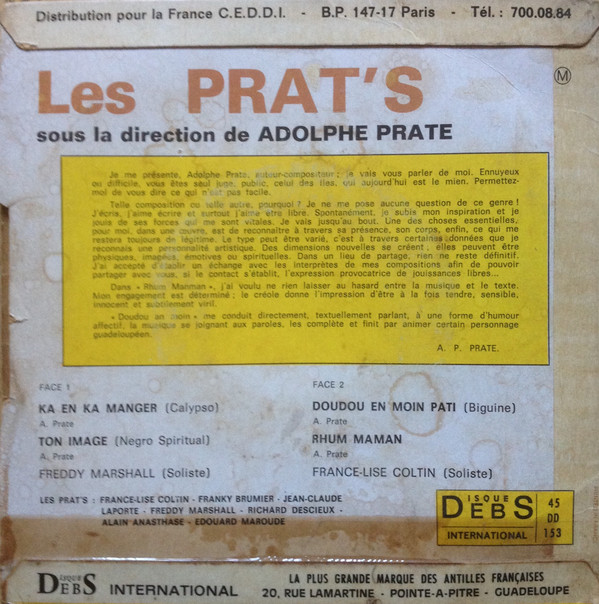 Distribution pour la France C.E.D.D.I. - B.P. 147-17 Paris - Tél.: 700.08.84
Les PRAT'S
M
sous la direction de ADOLPHE PRATE
Je me présente, Adolphe Prate, auteur-compositeur ; je vais vous parler de moi. Ennuyeux
ou difficile, vous êtes seul juge, public, celui des îles, qui aujourd'hui est le mien. Permettez-
moi de vous dire ce qui n'est pas facile.
Telle composition ou telle autre, pourquoi ? Je ne me pose aucune question de ce genre !
J'écris, j'aime écrire et surtout j'aime être libre. Spontanément, je subis mon inspiration et je
jouis de ses forces qui me sont vitales. Je vais jusqu'au bout. Une des choses essentielles,
pour moi, dans une œuvre, est de reconnaître à travers sa présence, son corps, enfin, ce qui me
restera toujours de légitime. Le type peut être varié, c'est à travers certaines données que je
reconnais une personnalité artistique. Des dimensions nouvelles se créent ; elles peuvent être
physiques, imagées, émotives ou spirituelles. Dans un lieu de partage, rien ne reste définitif.
J'ai accepté d'établir un échange avec les interprètes de mes compositions afin de pouvoir
partager avec vous, si le contact s'établit, l'expression provocatrice de jouissances libres...
Dans « Rhum Manman », j'ai voulu ne rien laisser au hasard entre la musique et le texte.
Mon engagement est déterminé ; le créole donne l'impression d'être à la fois tendre, sensible,
innocent et subtilement viril.
« Doudou an moin » me conduit directement, textuellement parlant, à une forme d'humour
affectif, la musique se joignant aux paroles, les complète et finit par animer certain personnage
guadeloupéen.
A. P. PRATE.
FACE 1
KA EN KA MANGER (Calypso)
A. Prate
TON IMAGE (Negro Spiritual)
A. Prate
FREDDY MARSHALL (Soliste)
FACE 2
DOUDOU EN MOIN PATI (Biguine)
A. Prate
RHUM MAMAN
A. Prate
FRANCE-LISE COLTIN (Soliste)
LES PRAT'S : FRANCE-LISE COLTIN - FRANKY BRUMIER - JEAN-CLAUDE
LAPORTE - FREDDY MARSHALL - RICHARD DESCIEUX -
ALAIN ANASTHASE - EDOUARD MAROUDE
DISQUE DEBS
INTERNATIONAL
45
DD
153
DISQUE DEBS INTERNATIONAL
LA PLUS GRANDE MARQUE DES ANTILLES FRANÇAISES
20, RUE LAMARTINE - POINTE-A-PITRE - GUADELOUPE